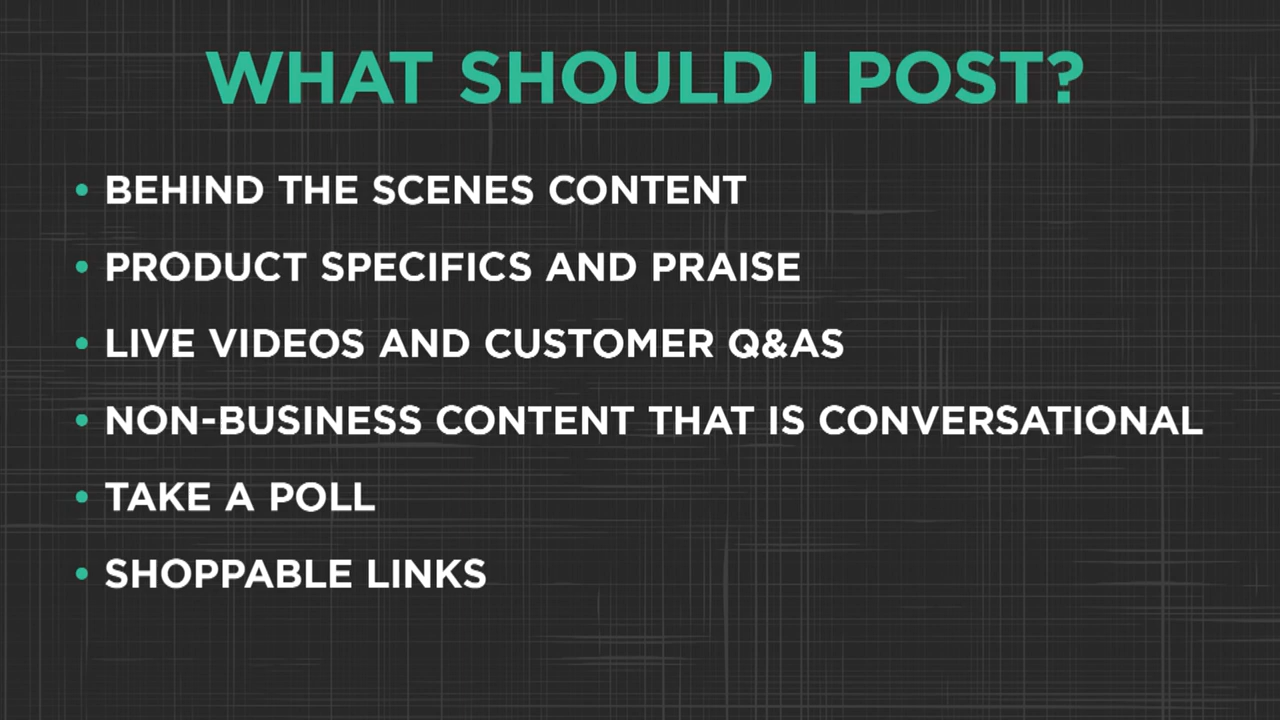 WHAT SHOULD I POST?
• BEHIND THE SCENES CONTENT
• PRODUCT SPECIFICS AND PRAISE
• LIVE VIDEOS AND CUSTOMER Q&AS
• NON-BUSINESS CONTENT THAT IS CONVERSATIONAL
• TAKE A POLL
• SHOPPABLE LINKS